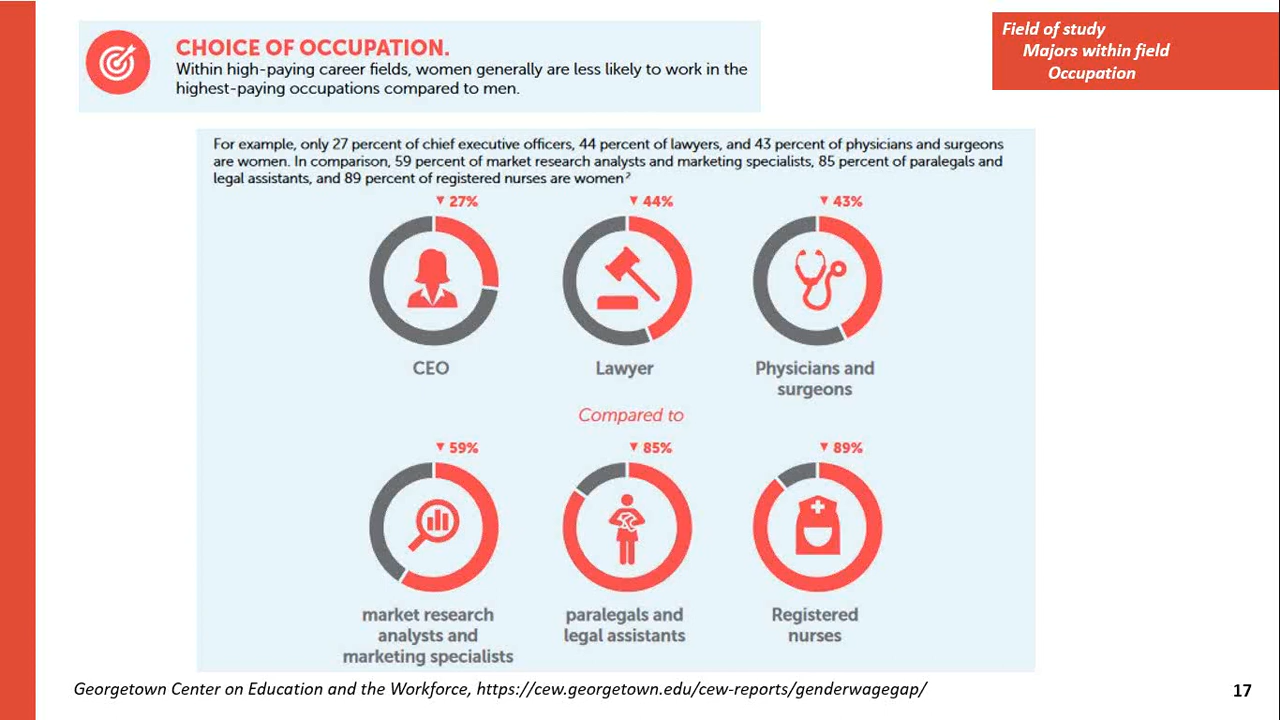 CHOICE OF OCCUPATION.
Within high-paying career fields, women generally are less likely to work in the
highest-paying occupations compared to men.
Field of study
Majors within field
Occupation
For example, only 27 percent of chief executive officers, 44 percent of lawyers, and 43 percent of physicians and surgeons
are women. In comparison, 59 percent of market research analysts and marketing specialists, 85 percent of paralegals and
legal assistants, and 89 percent of registered nurses are women²
▼ 27%
▼ 44%
▼ 43%
CEO
Lawyer
Physicians and
surgeons
Compared to
▼ 59%
▼ 85%
▼ 89%
market research
analysts and
marketing specialists
paralegals and
legal assistants
Registered
nurses
Georgetown Center on Education and the Workforce, https://cew.georgetown.edu/cew-reports/genderwagegap/
17